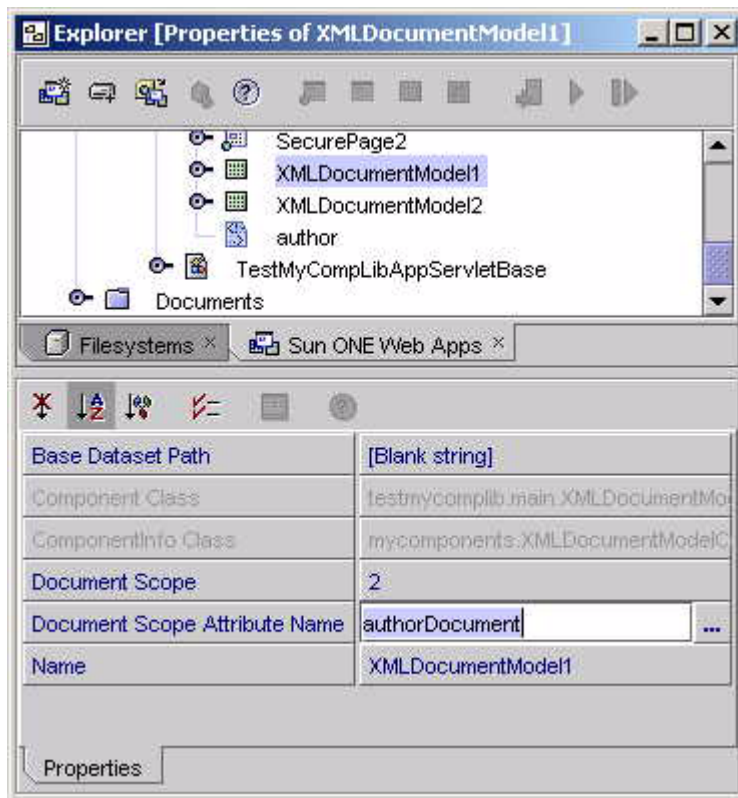 Explorer [Properties of XMLDocumentModel1]
SecurePage2
XMLDocumentModel1
XMLDocumentModel2
author
TestMyCompLibAppServletBase
Documents
Filesystems × Sun ONE Web Apps ×
Base Dataset Path [Blank string]
Component Class testmycomplib.main.XMLDocumentMo
ComponentInfo Class mycomponents.XMLDocumentModelC
Document Scope 2
Document Scope Attribute Name authorDocument ...
Name XMLDocumentModel1
Properties